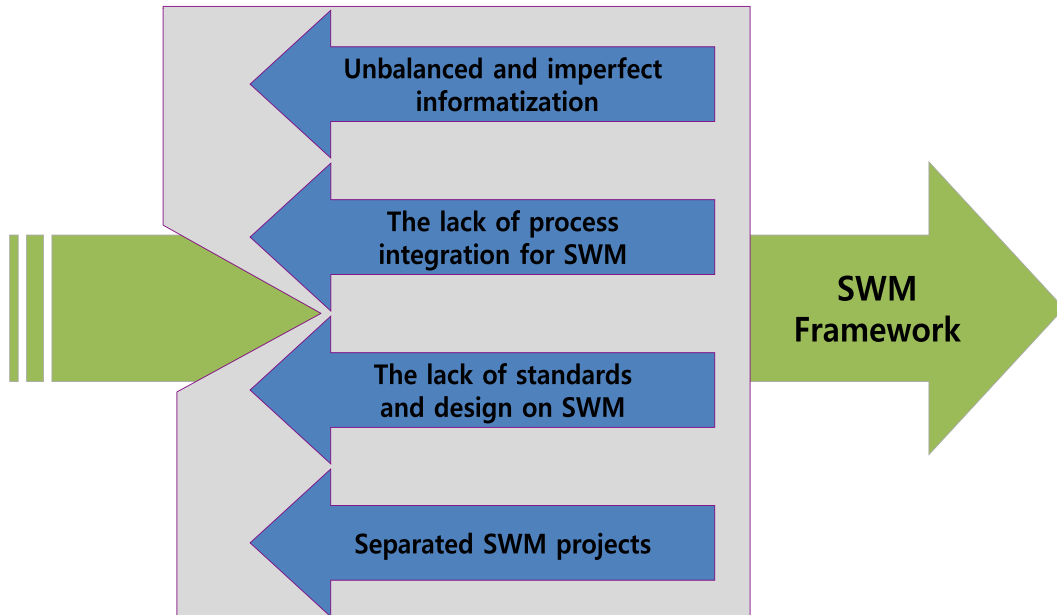 Unbalanced and imperfect
informatization
The lack of process
integration for SWM
The lack of standards
and design on SWM
Separated SWM projects
SWM
Framework